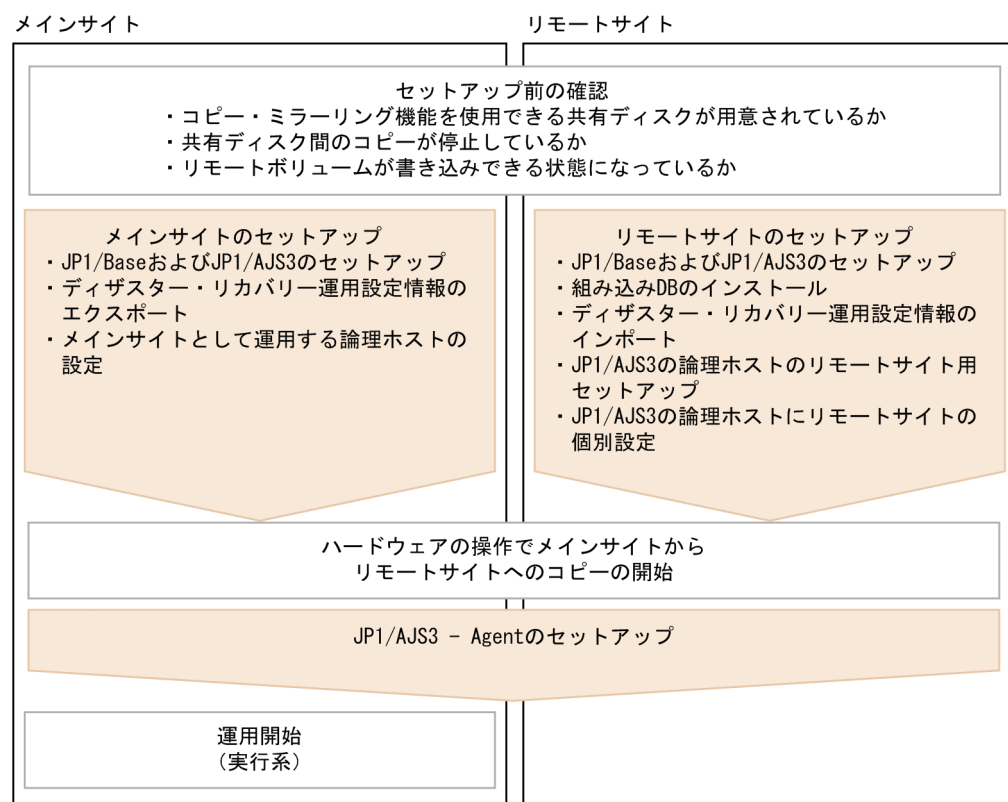 メインサイト
リモートサイト
セットアップ前の確認
・コピー・ミラーリング機能を使用できる共有ディスクが用意されているか
・共有ディスク間のコピーが停止しているか
・リモートボリュームが書き込みできる状態になっているか
メインサイトのセットアップ
・JP1/BaseおよびJP1/AJS3のセットアップ
・ディザスター・リカバリー運用設定情報の
エクスポート
・メインサイトとして運用する論理ホストの
設定
リモートサイトのセットアップ
・JP1/BaseおよびJP1/AJS3のセットアップ
・組み込みDBのインストール
・ディザスター・リカバリー運用設定情報の
インポート
・JP1/AJS3の論理ホストのリモートサイト用
セットアップ
・JP1/AJS3の論理ホストにリモートサイトの
個別設定
ハードウェアの操作でメインサイトから
リモートサイトへのコピーの開始
JP1/AJS3 - Agentのセットアップ
運用開始
(実行系)